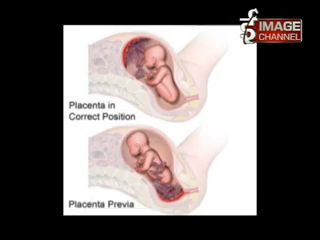 IMAGE
CHANNEL
Placenta in
Correct Position
Placenta Previa